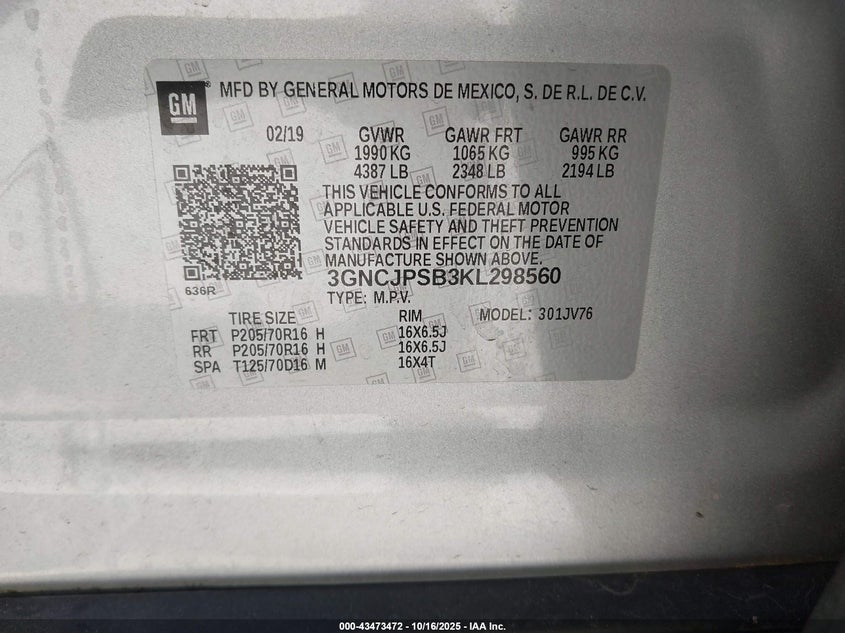 GM ® MFD BY GENERAL MOTORS DE MEXICO, S. DE R.L. DE C.V.
02/19 GVWR GAWR FRT GAWR RR
1990 KG 1065 KG 995 KG
4387 LB 2348 LB 2194 LB
THIS VEHICLE CONFORMS TO ALL
APPLICABLE U.S. FEDERAL MOTOR
VEHICLE SAFETY AND THEFT PREVENTION
STANDARDS IN EFFECT ON THE DATE OF
MANUFACTURE SHOWN ABOVE.
3GNCJPSB3KL298560
636R
TYPE: M.P.V.
TIRE SIZE RIM MODEL: 301JV76
FRT P205/70R16 H 16X6.5J
RR P205/70R16 H 16X6.5J
SPA T125/70D16 M 16X4T
000-43473472 - 10/16/2025 - IAA Inc.